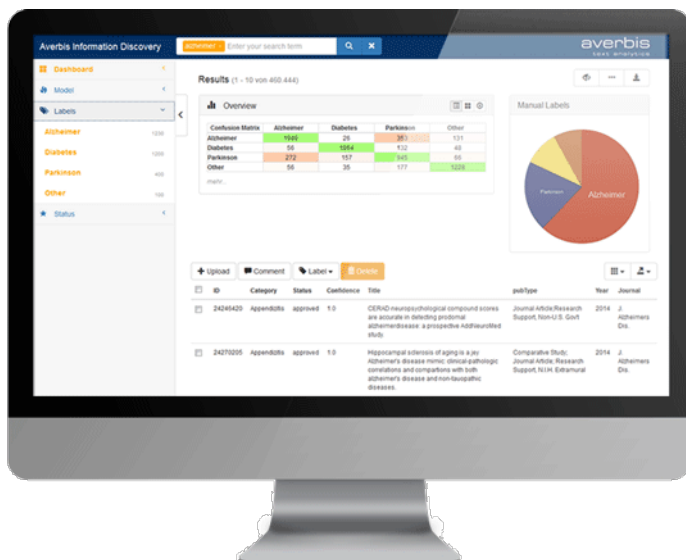 Averbis Information Discovery
Alzheimer
Enter your search term
averbis
text analytics
Dashboard
Model
Labels
Alzheimer
Diabetes
Parkinson
Other
Status
Results (1 - 10 von 460.444)
Overview
Confusion Matrix Alzheimer Diabetes Parkinson Other
Alzheimer 1949 26 131
Diabetes 56 1964 132 48
Parkinson 272 157 945 66
Other 56 35 177 1228
mehr..
Manual Labels
Parkinson
Alzheimer
Upload Comment Label Delete
ID Category Status Confidence Title pubType Year Journal
24246420 Appendizitis approved 1.0 CERAD neuropsychological compound scores Journal Article;Research 2014 J.
are accurate in detecting prodomal Support, Non-U.S. Gov't Alzheimers
alzheimerdisease: a prospective AddNeuroMed Dis.
study.
24270205 Appendizitis approved 1.0 Hippocampal sclerosis of aging is a Comparative Study; 2014 J.
Alzheimer's disease mimic: clinical-pathologic Journal Article; Research Alzheimers
correlations and comparisons with both Support, N.I.H. Extramural Dis.
alzheimer's disease and non-tauopathic
diseases.